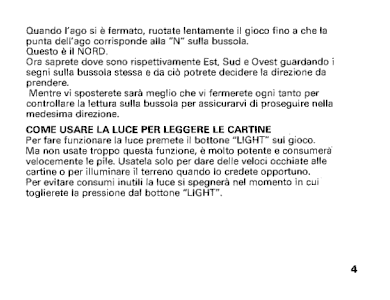 Quando l'ago si è fermato, ruotate lentamente il gioco fino a che la
punta dell'ago corrisponde alla "N" sulla bussola.
Questo è il NORD.
Ora saprete dove sono rispettivamente Est, Sud e Ovest guardando i
segni sulla bussola stessa e da ciò potrete decidere la direzione da
prendere.
Mentre vi sposterete sarà meglio che vi fermerete ogni tanto per
controllare la lettura sulla bussola per assicurarvi di proseguire nella
medesima direzione.
COME USARE LA LUCE PER LEGGERE LE CARTINE
Per fare funzionare la luce premete il bottone "LIGHT" sul gioco.
Ma non usate troppo questa funzione, è molto potente e consumerà
velocemente le pile. Usatela solo per dare delle veloci occhiate alle
cartine o per illuminare il terreno quando lo credete opportuno.
Per evitare consumi inutili la luce si spegnerà nel momento in cui
toglierete la pressione dal bottone "LIGHT".
4